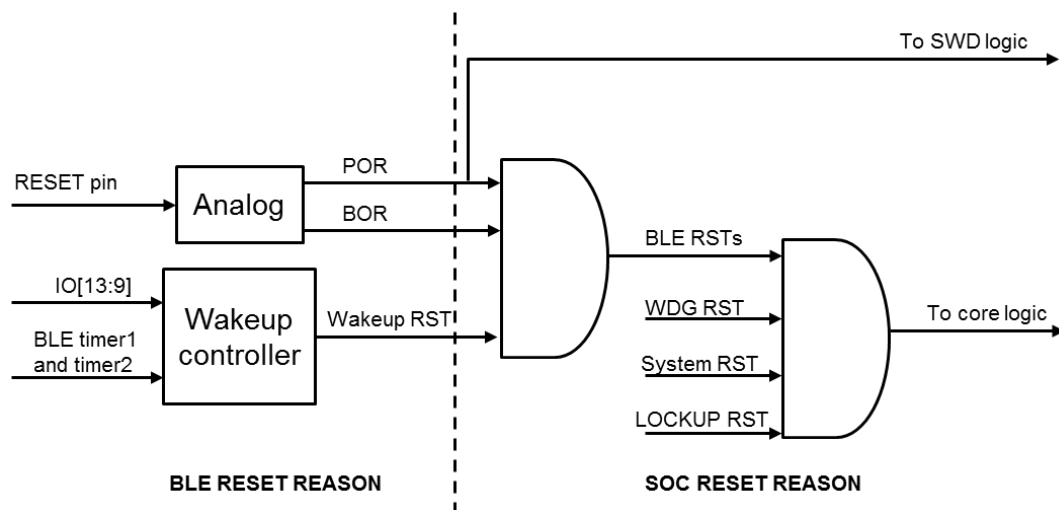 To SWD logic
POR
RESET pin
Analog
BOR
BLE RSTs
IO[13:9]
WDG RST
Wakeup
controller
Wakeup RST
To core logic
BLE timer1
and timer2
System RST
LOCKUP RST
BLE RESET REASON
SOC RESET REASON